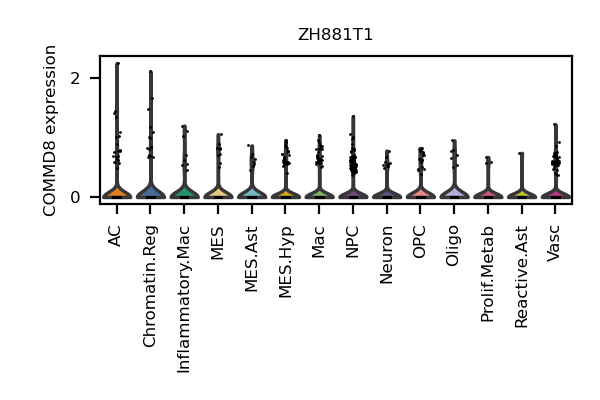 ZH881T1
COMMD8 expression
2
0
AC
Chromatin.Reg
Inflammatory.Mac
MES
MES.Ast
MES.Hyp
Mac
NPC
Neuron
OPC
Oligo
Prolif.Metab
Reactive.Ast
Vasc